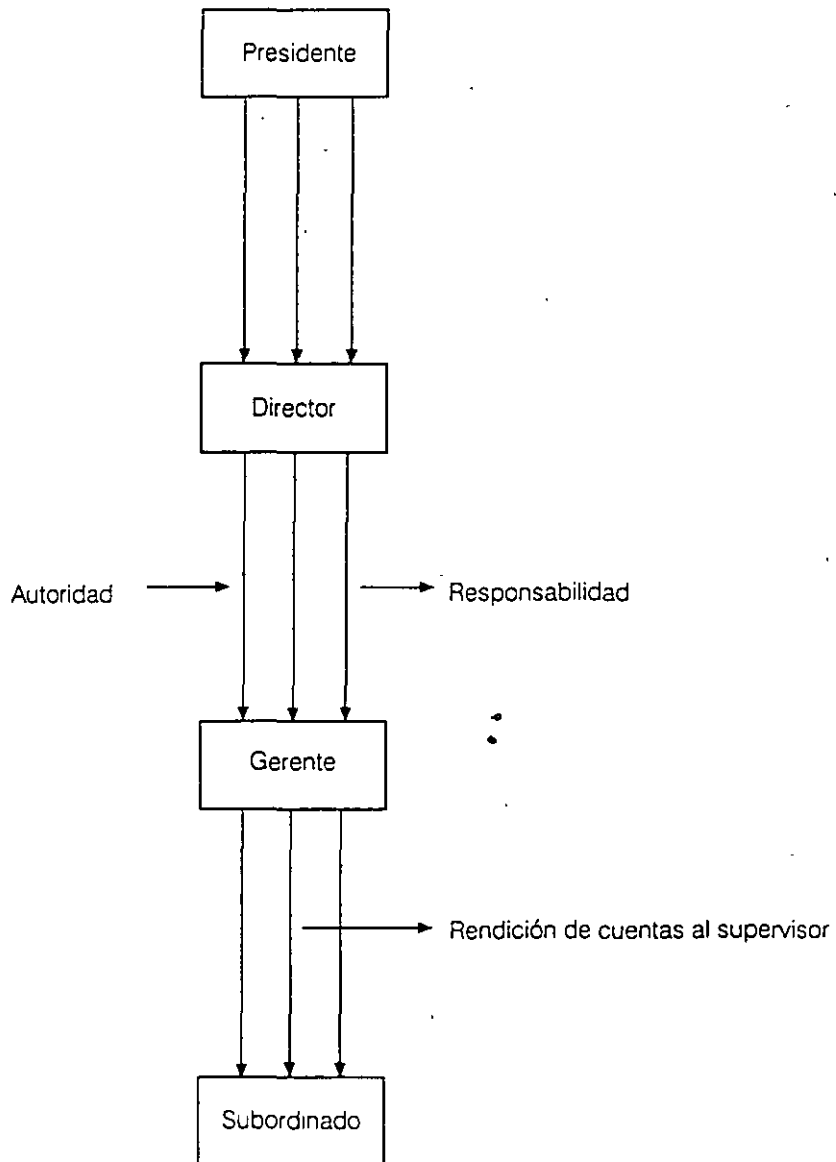 Presidente
Director
Autoridad
Responsabilidad
Gerente
Rendición de cuentas al supervisor
Subordinado